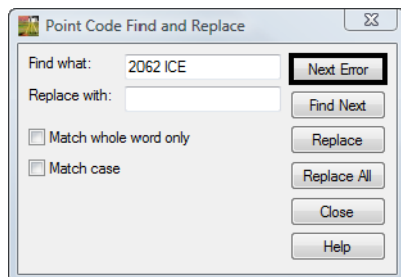 Point Code Find and Replace
Find what: 2062 ICE
Next Error
Replace with:
Find Next
Match whole word only
Replace
Match case
Replace All
Close
Help